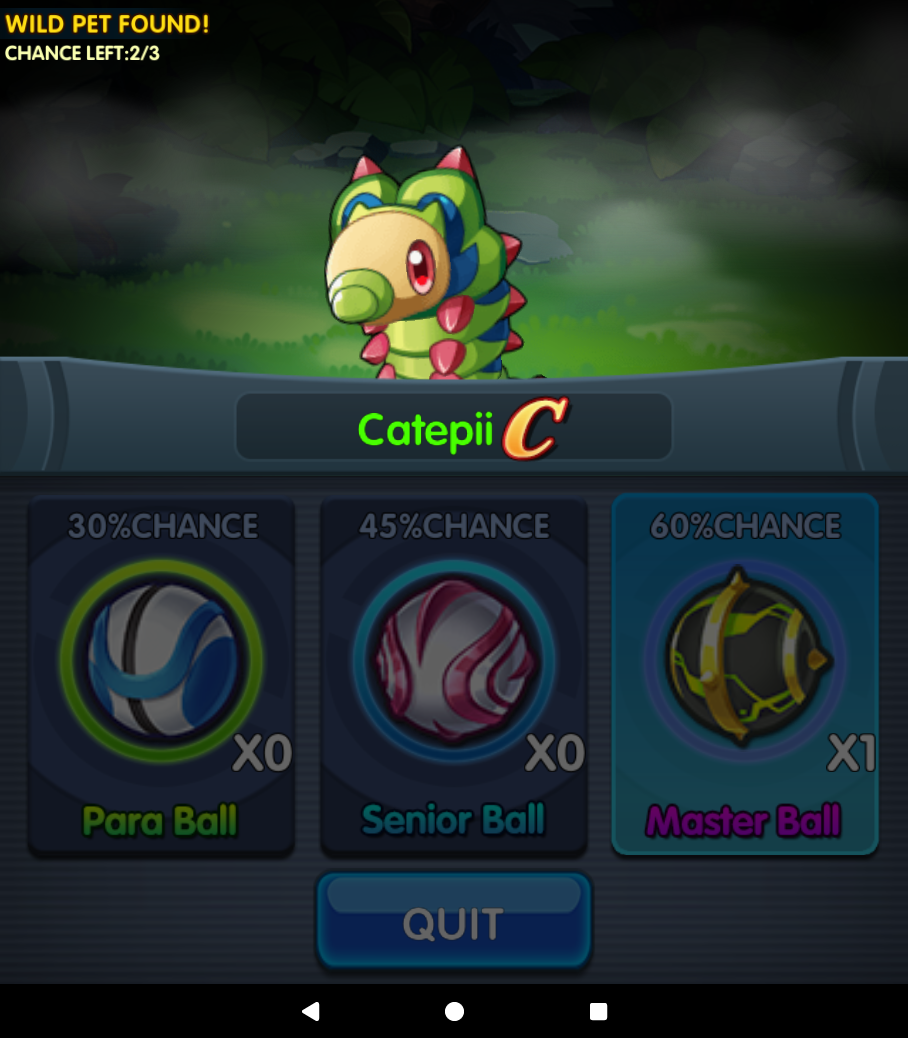 WILD PET FOUND!
CHANCE LEFT:2/3
Catepii C
30%CHANCE
45%CHANCE
60%CHANCE
X0
X0
X1
Para Ball
Senior Ball
Master Ball
QUIT